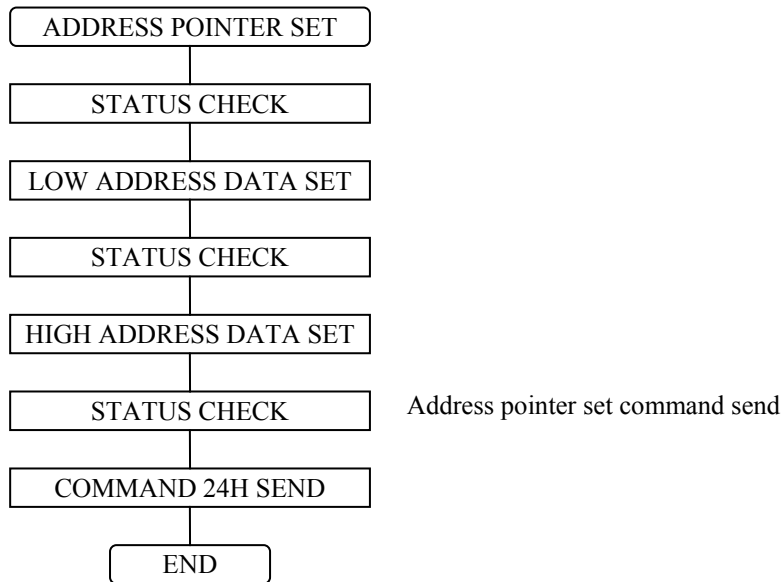 ADDRESS POINTER SET
STATUS CHECK
LOW ADDRESS DATA SET
STATUS CHECK
HIGH ADDRESS DATA SET
STATUS CHECK
Address pointer set command send
COMMAND 24H SEND
END